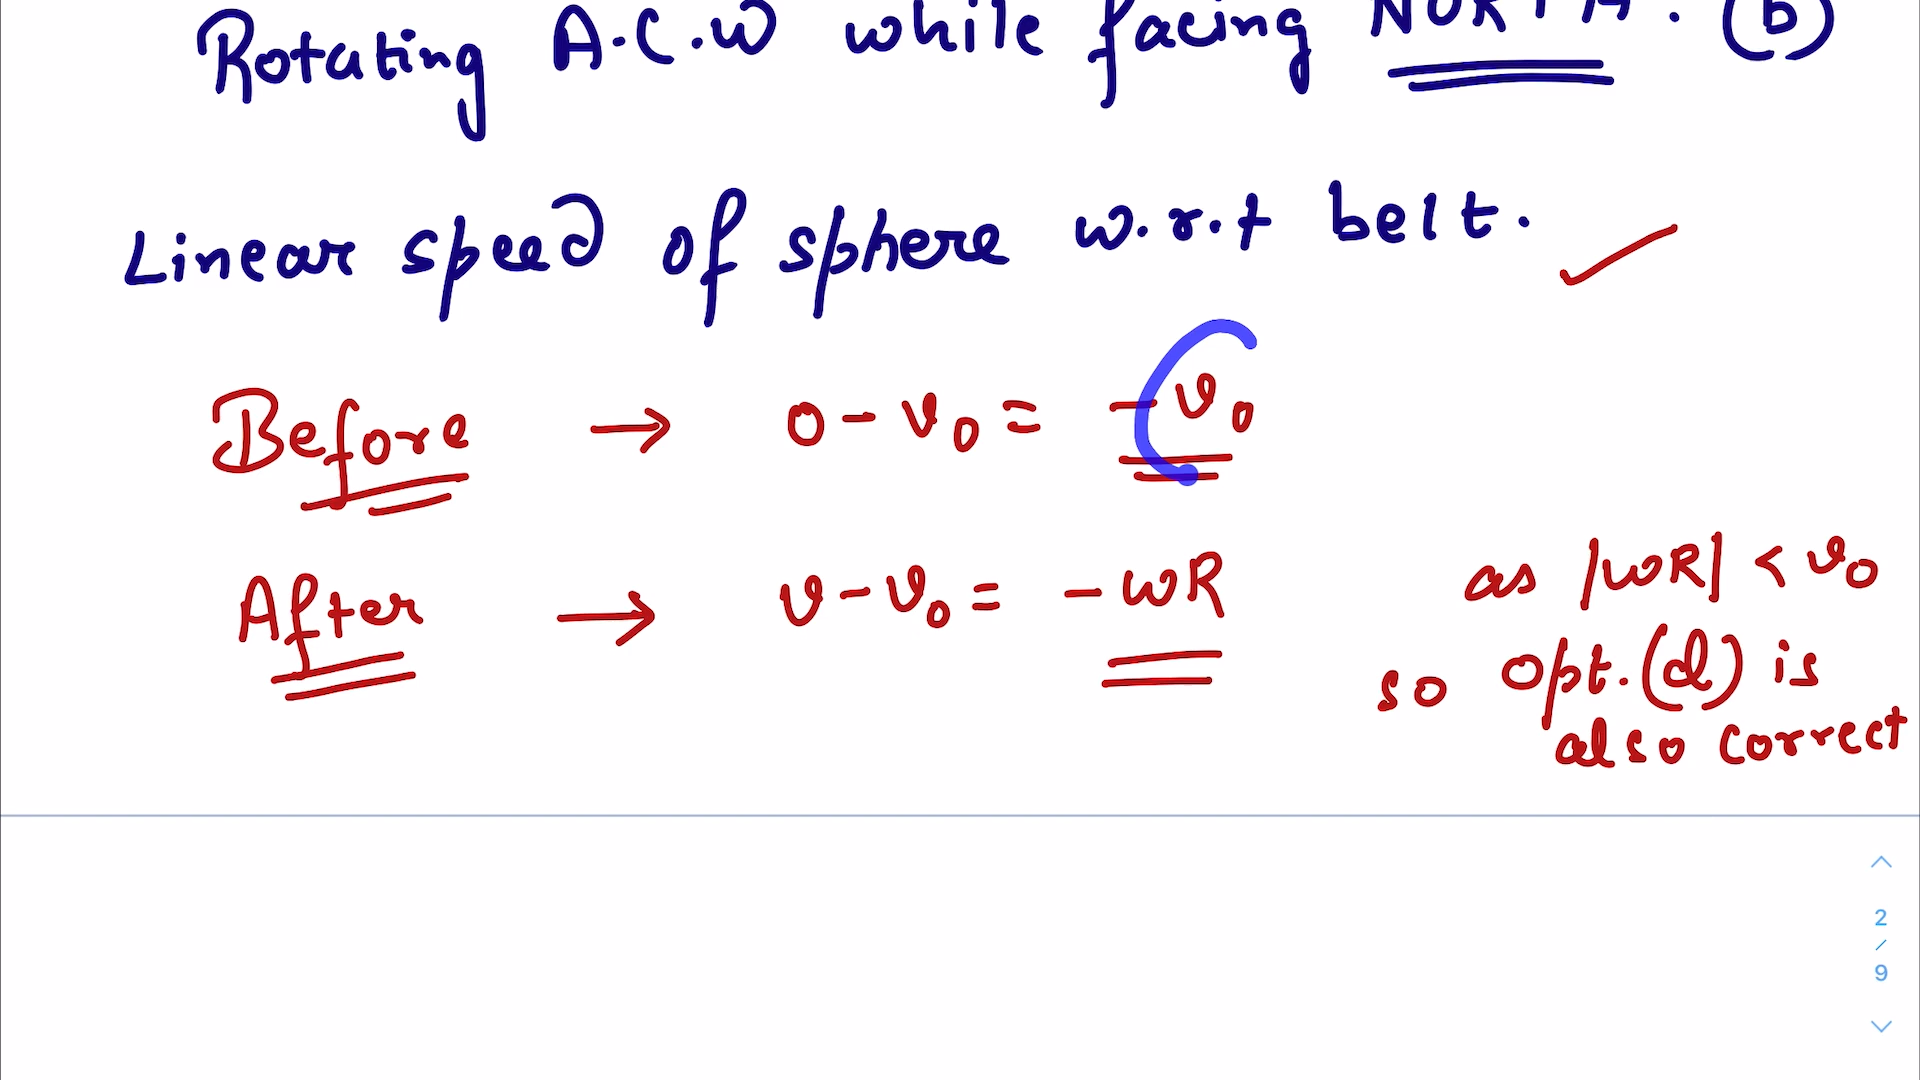 Rotating A.C.W while facing NORTH. (b)
Linear speed of sphere w.r.t belt.
Before → 0 - v₀ = - v₀
After → v - v₀ = - ωR
as |ωR| < v₀
so opt.(d) is
also correct
2
/
9